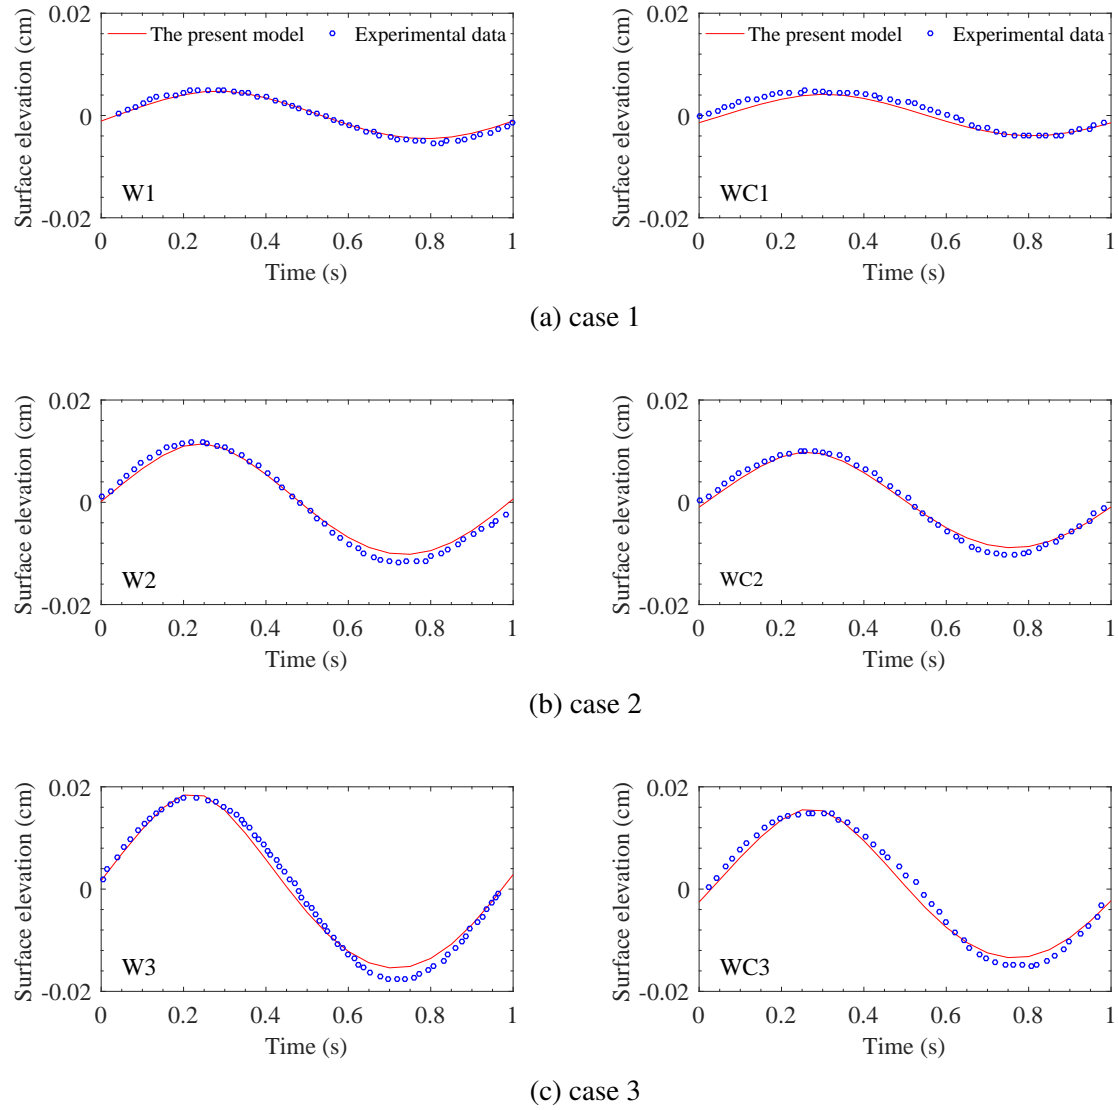 The present model
Experimental data
Surface elevation (cm)
0.02
0
-0.02
W1
0 0.2 0.4 0.6 0.8 1
Time (s)
The present model
Experimental data
Surface elevation (cm)
0.02
0
-0.02
WC1
0 0.2 0.4 0.6 0.8 1
Time (s)
(a) case 1
Surface elevation (cm)
0.02
0
-0.02
W2
0 0.2 0.4 0.6 0.8 1
Time (s)
Surface elevation (cm)
0.02
0
-0.02
WC2
0 0.2 0.4 0.6 0.8 1
Time (s)
(b) case 2
Surface elevation (cm)
0.02
0
-0.02
W3
0 0.2 0.4 0.6 0.8 1
Time (s)
Surface elevation (cm)
0.02
0
-0.02
WC3
0 0.2 0.4 0.6 0.8 1
Time (s)
(c) case 3